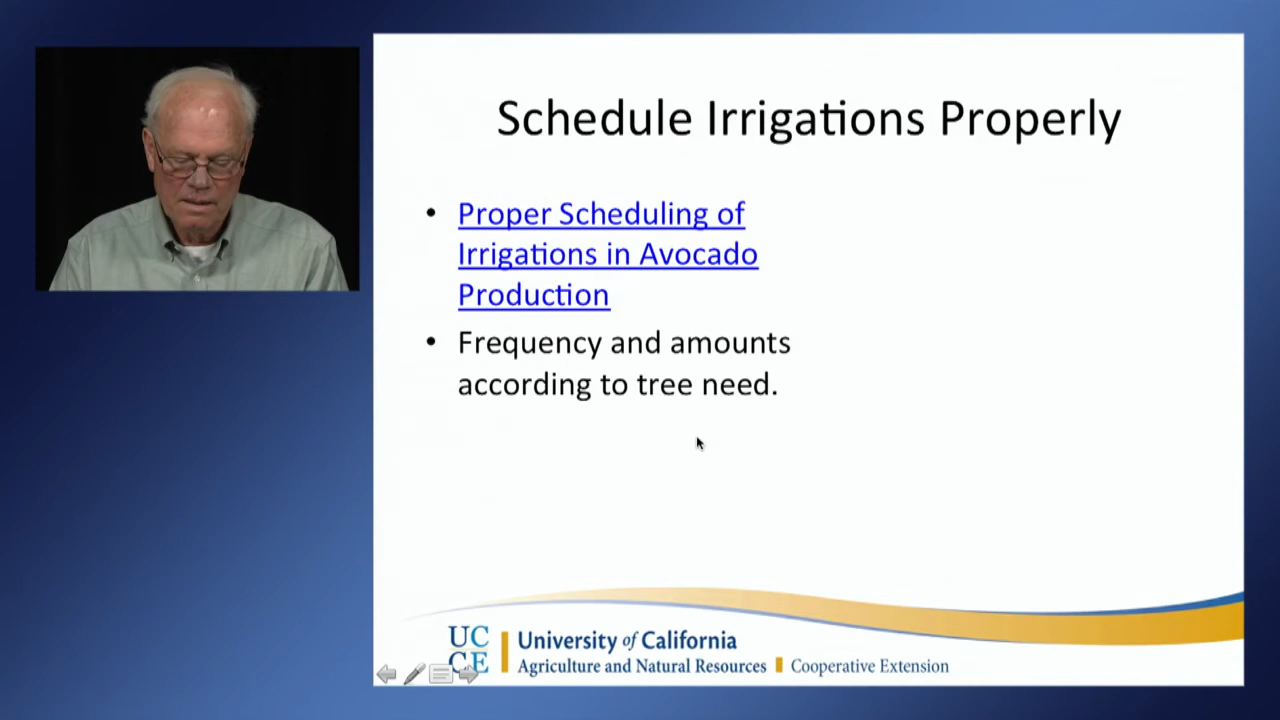 Schedule Irrigations Properly
• Proper Scheduling of
Irrigations in Avocado
Production
• Frequency and amounts
according to tree need.
UC
CE
University of California
Agriculture and Natural Resources
Cooperative Extension